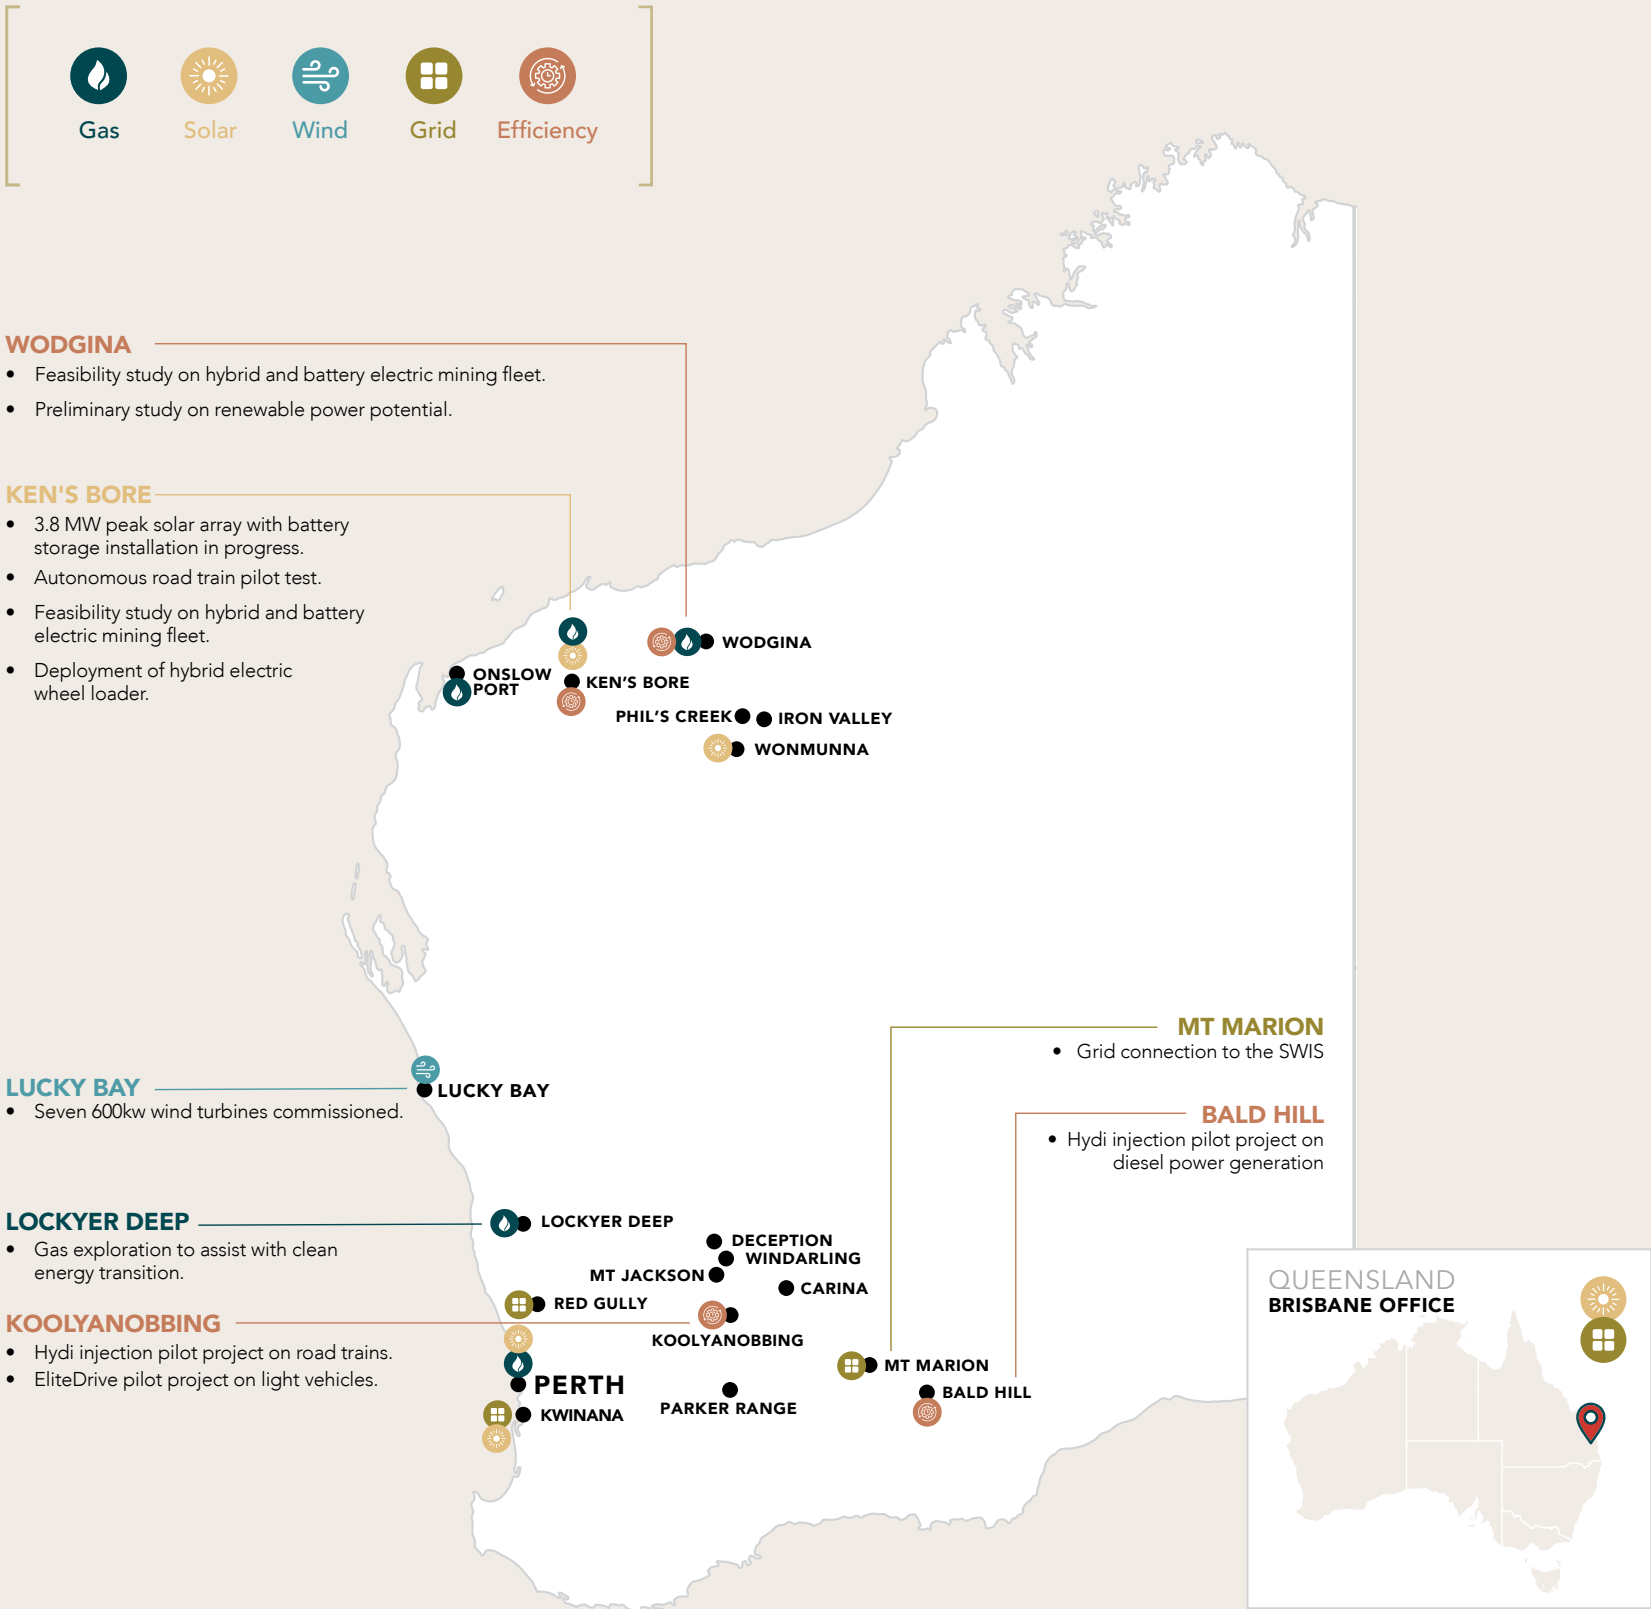 Gas
Solar
Wind
Grid
Efficiency
WODGINA
• Feasibility study on hybrid and battery electric mining fleet.
• Preliminary study on renewable power potential.
KEN'S BORE
• 3.8 MW peak solar array with battery
storage installation in progress.
• Autonomous road train pilot test.
• Feasibility study on hybrid and battery
electric mining fleet.
• Deployment of hybrid electric
wheel loader.
WODGINA
ONSLOW
PORT
KEN’S BORE
PHIL’S CREEK
IRON VALLEY
WONMUNNA
MT MARION
• Grid connection to the SWIS
BALD HILL
• Hydi injection pilot project on
diesel power generation
LUCKY BAY
• Seven 600kw wind turbines commissioned.
LUCKY BAY
LOCKYER DEEP
• Gas exploration to assist with clean
energy transition.
KOOLYANOBBING
• Hydi injection pilot project on road trains.
• EliteDrive pilot project on light vehicles.
LOCKYER DEEP
DECEPTION
WINDARLING
MT JACKSON
CARINA
RED GULLY
KOOLYANOBBING
MT MARION
PERTH
BALD HILL
PARKER RANGE
KWINANA
QUEENSLAND
BRISBANE OFFICE